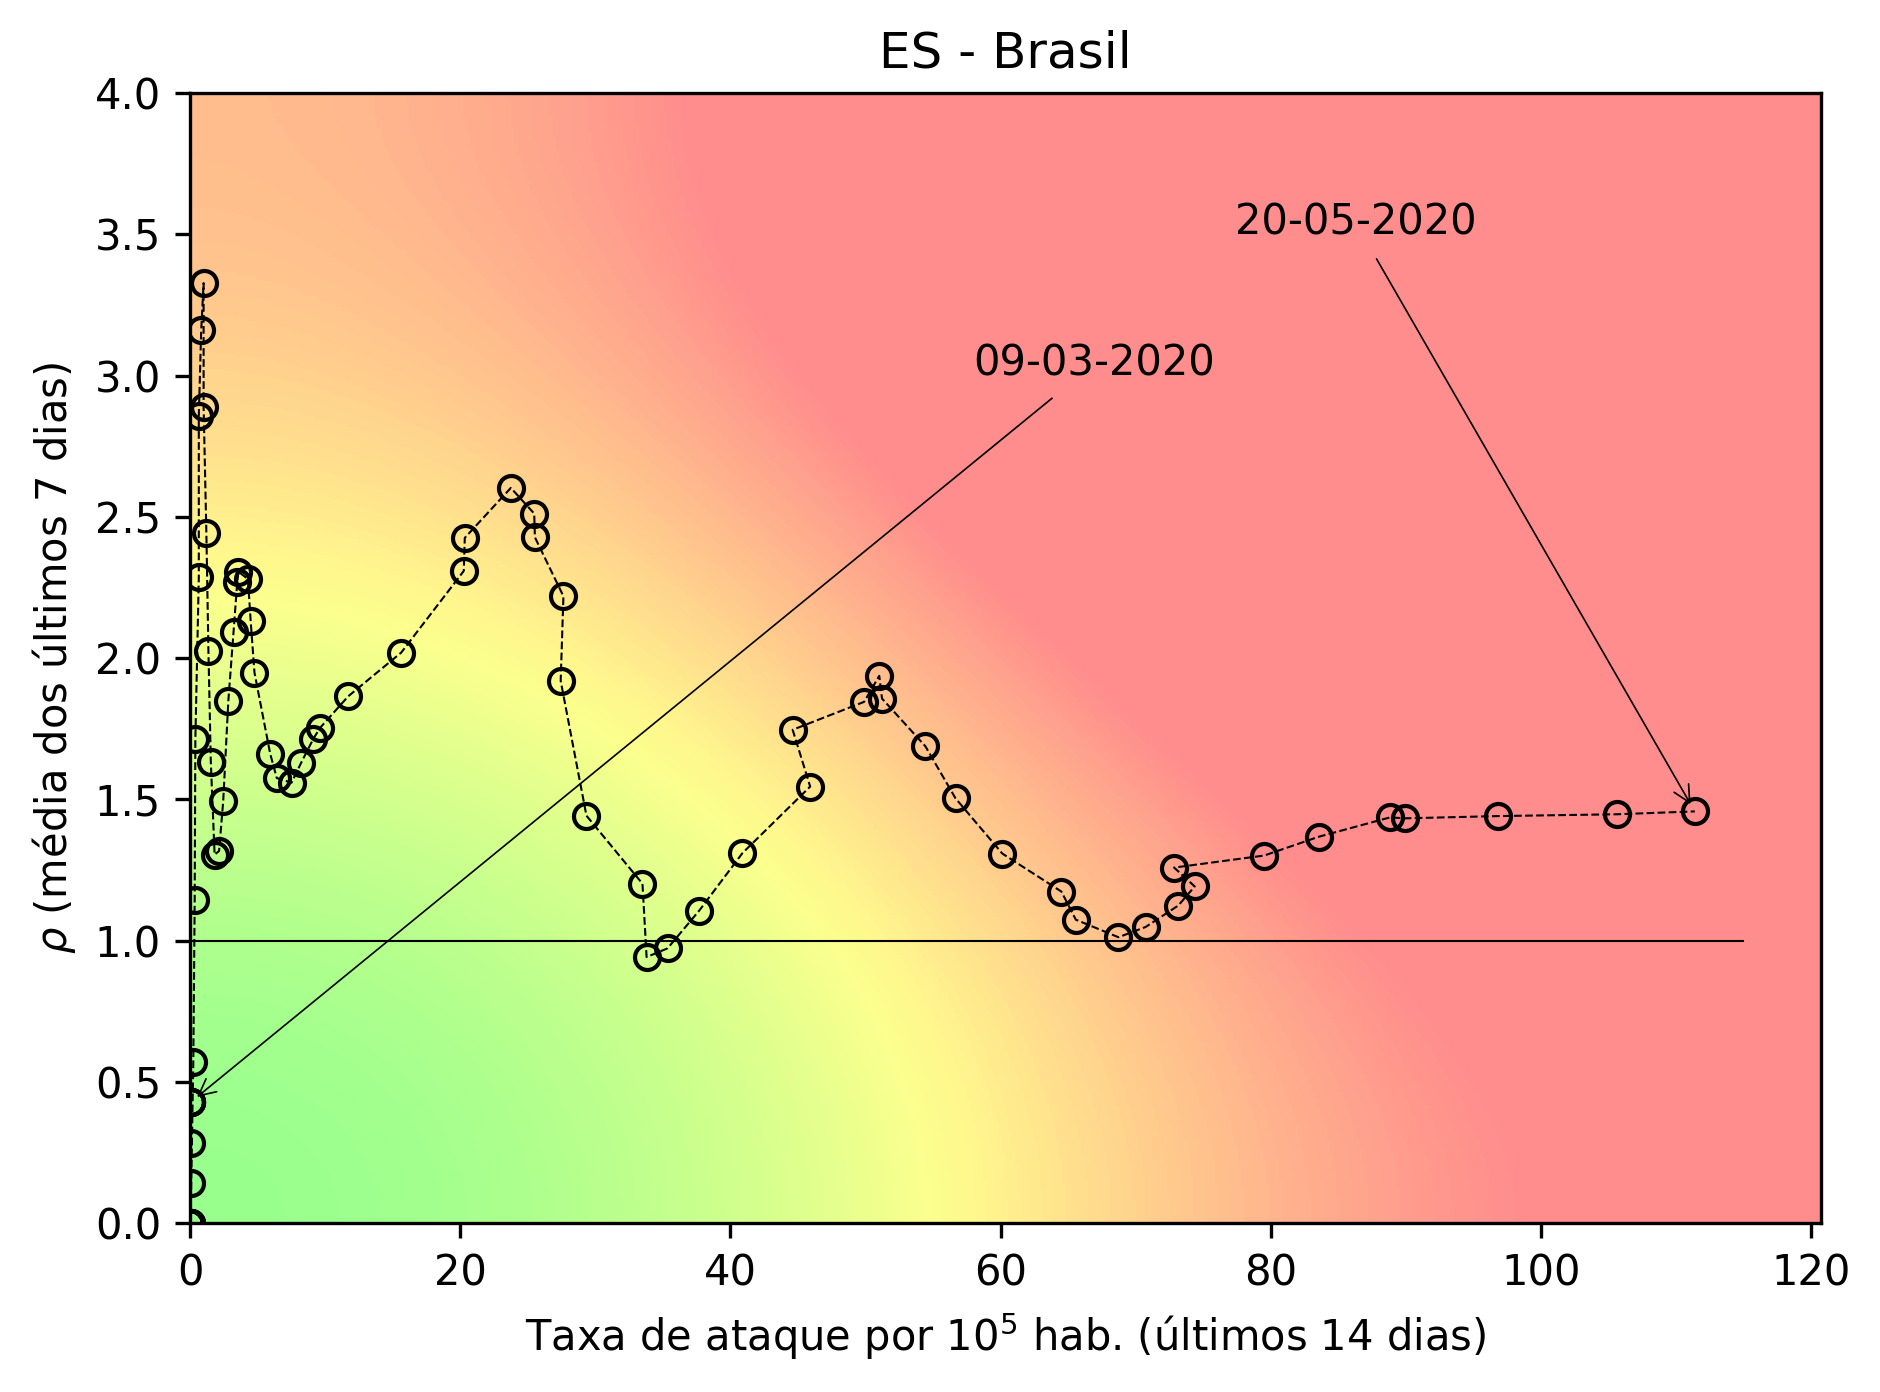 ES - Brasil
4.0
3.5
3.0
2.5
2.0
1.5
1.0
0.5
0.0
ρ (média dos últimos 7 dias)
20-05-2020
09-03-2020
0 20 40 60 80 100 120
Taxa de ataque por 10⁵ hab. (últimos 14 dias)